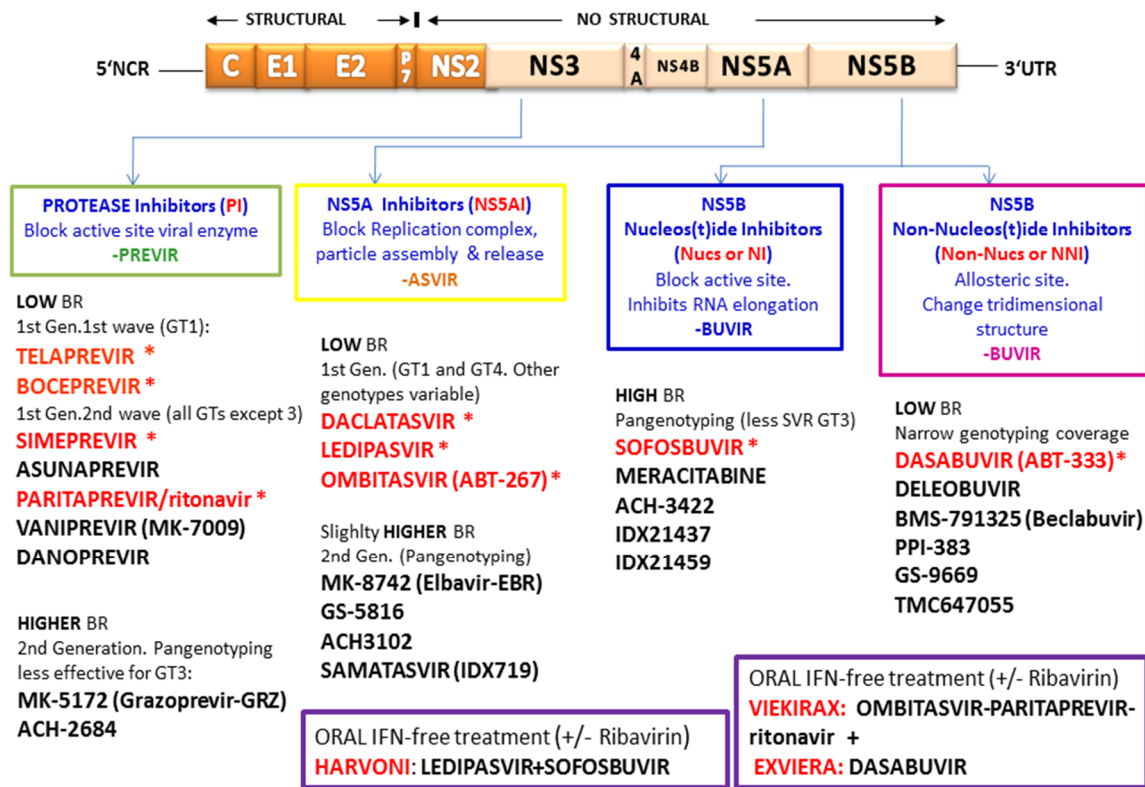 STRUCTURAL
NO STRUCTURAL
5‘NCR
C
E1
E2
P7
NS2
NS3
4A
NS4B
NS5A
NS5B
3‘UTR
PROTEASE Inhibitors (PI)
Block active site viral enzyme
-PREVIR
LOW BR
1st Gen.1st wave (GT1):
TELAPREVIR *
BOCEPREVIR *
1st Gen.2nd wave (all GTs except 3)
SIMEPREVIR *
ASUNAPREVIR
PARITAPREVIR/ritonavir *
VANIPREVIR (MK-7009)
DANOPREVIR
HIGHER BR
2nd Generation. Pangenotyping
less effective for GT3:
MK-5172 (Grazoprevir-GRZ)
ACH-2684
NS5A Inhibitors (NS5AI)
Block Replication complex,
particle assembly & release
-ASVIR
LOW BR
1st Gen. (GT1 and GT4. Other
genotypes variable)
DACLATASVIR *
LEDIPASVIR *
OMBITASVIR (ABT-267) *
Slighlty HIGHER BR
2nd Gen. (Pangenotyping)
MK-8742 (Elbavir-EBR)
GS-5816
ACH3102
SAMATASVIR (IDX719)
NS5B
Nucleos(t)ide Inhibitors
(Nucs or NI)
Block active site.
Inhibits RNA elongation
-BUVIR
HIGH BR
Pangenotyping (less SVR GT3)
SOFOSBUVIR *
MERACITABINE
ACH-3422
IDX21437
IDX21459
NS5B
Non-Nucleos(t)ide Inhibitors
(Non-Nucs or NNI)
Allosteric site.
Change tridimensional
structure
-BUVIR
LOW BR
Narrow genotyping coverage
DASABUVIR (ABT-333)*
DELEOBUVIR
BMS-791325 (Beclabuvir)
PPI-383
GS-9669
TMC647055
ORAL IFN-free treatment (+/- Ribavirin)
HARVONI: LEDIPASVIR+SOFOSBUVIR
ORAL IFN-free treatment (+/- Ribavirin)
VIEKIRAX: OMBITASVIR-PARITAPREVIR-
ritonavir +
EXVIERA: DASABUVIR